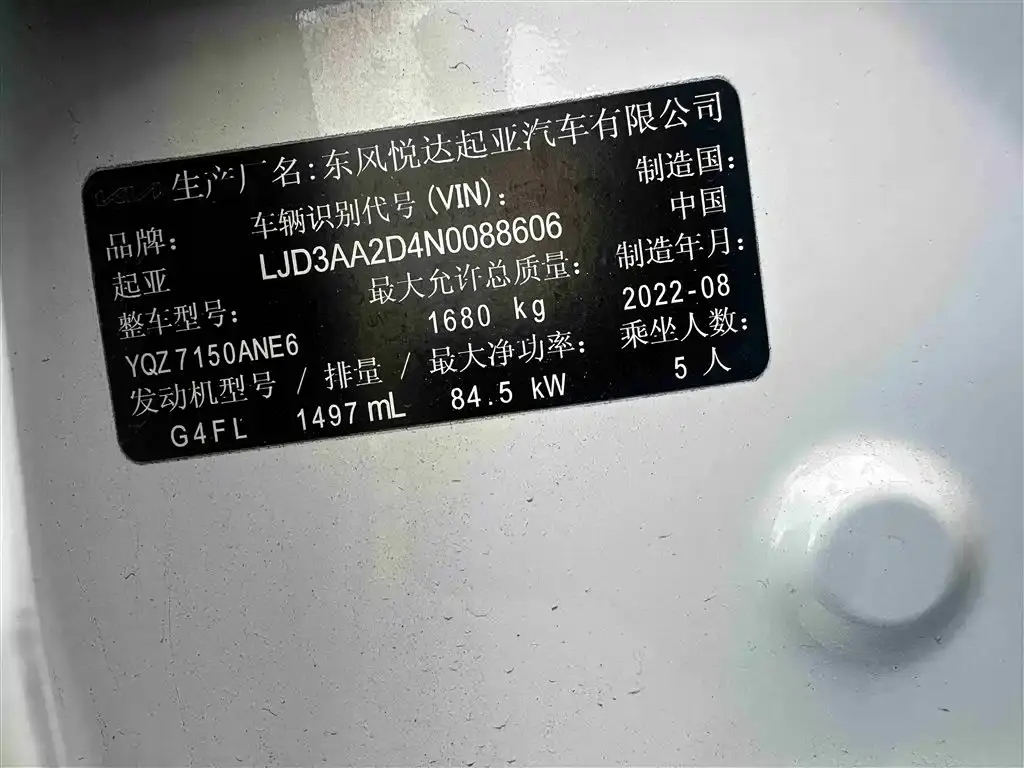 KIA 生产厂名:东风悦达起亚汽车有限公司
品牌: 车辆识别代号(VIN): 制造国:
起亚 LJD3AA2D4N0088606 中国
整车型号: 最大允许总质量: 制造年月:
YQZ7150ANE6 1680 kg 2022-08
发动机型号 / 排量 / 最大净功率: 乘坐人数:
G4FL 1497mL 84.5 kW 5 人